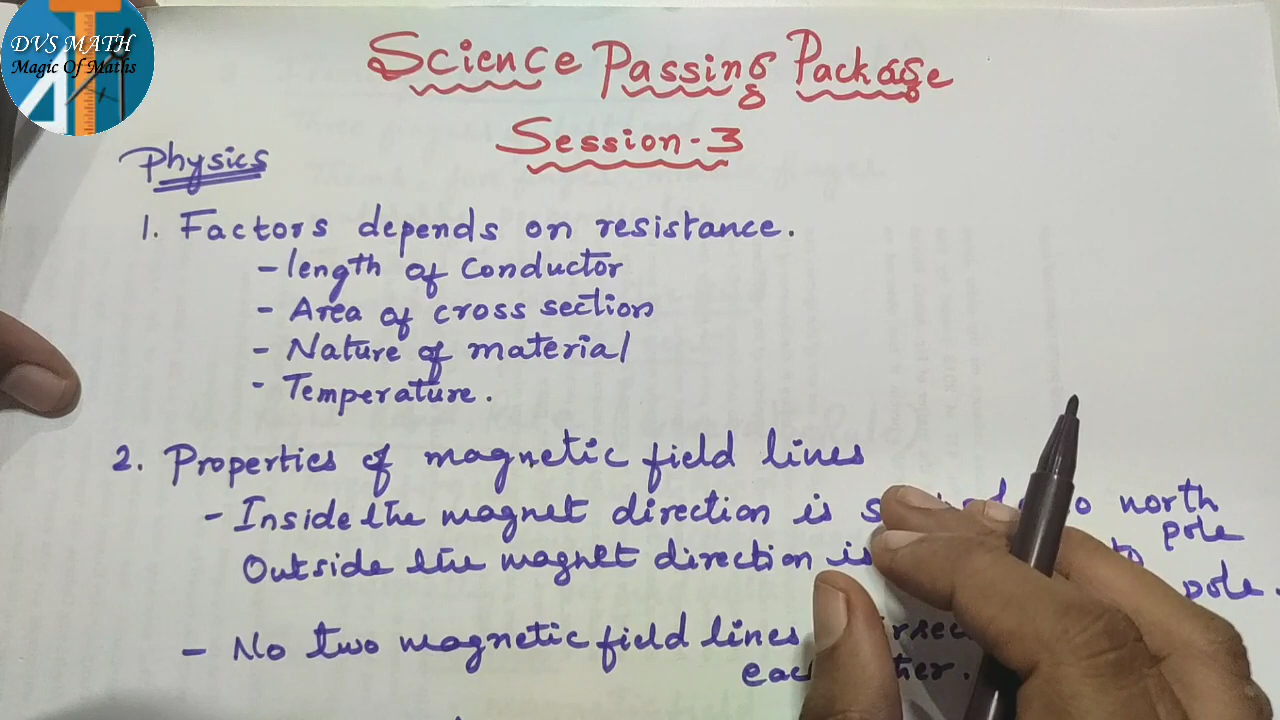 DVS MATH
Magic Of Maths
Science Passing Package
Session-3
Physics
1. Factors depends on resistance.
- length of conductor
- Area of cross section
- Nature of material
- Temperature.
2. Properties of magnetic field lines
- Inside the magnet direction is to north pole
Outside the magnet direction is to pole.
- No two magnetic field lines